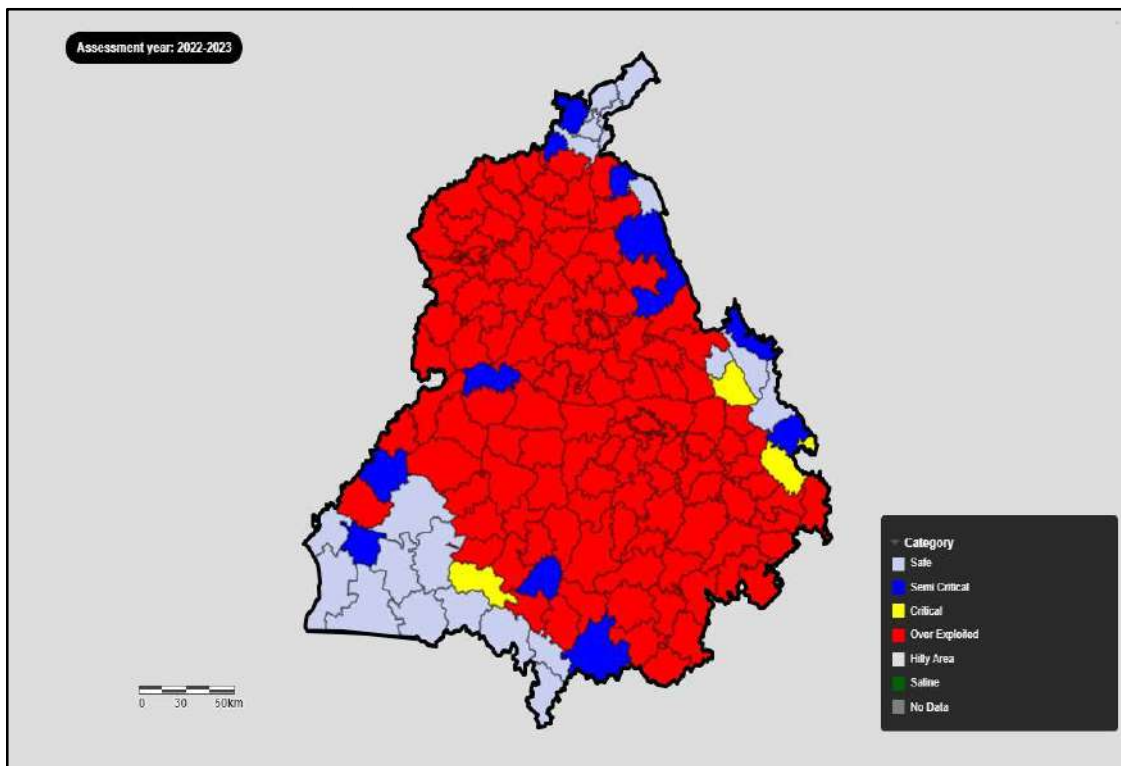 Assessment year: 2022-2023
Category
Safe
Semi Critical
Critical
Over Exploited
Hilly Area
Saline
No Data
0 30 50km